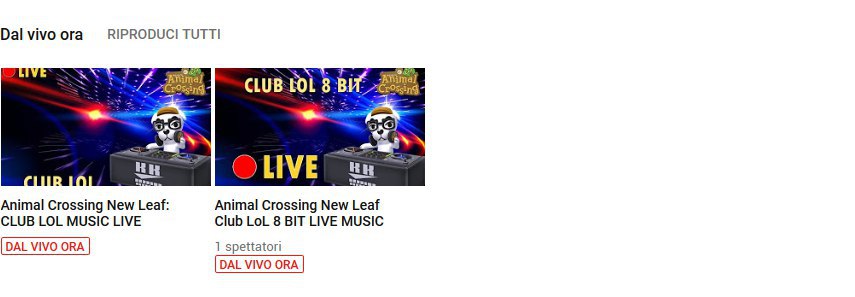 Dal vivo ora RIPRODUCI TUTTI
LIVE
Animal Crossing
CLUB LOL
KK
CLUB LOL 8 BIT
Animal Crossing
LIVE
KK
Animal Crossing New Leaf:
CLUB LOL MUSIC LIVE
DAL VIVO ORA
Animal Crossing New Leaf
Club LoL 8 BIT LIVE MUSIC
1 spettatori
DAL VIVO ORA